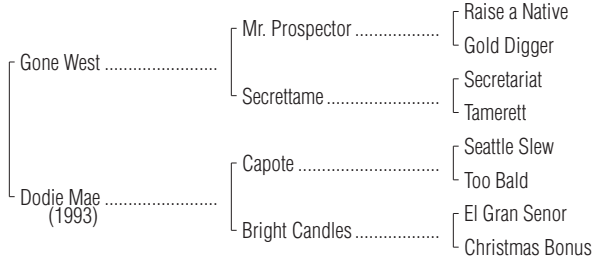 Raise a Native
Mr. Prospector ..................
Gold Digger
Gone West ........................
Secretariat
Secrettame ........................
Tamerett
Seattle Slew
Capote ..............................
Too Bald
Dodie Mae ........................
(1993)
El Gran Senor
Bright Candles ..................
Christmas Bonus